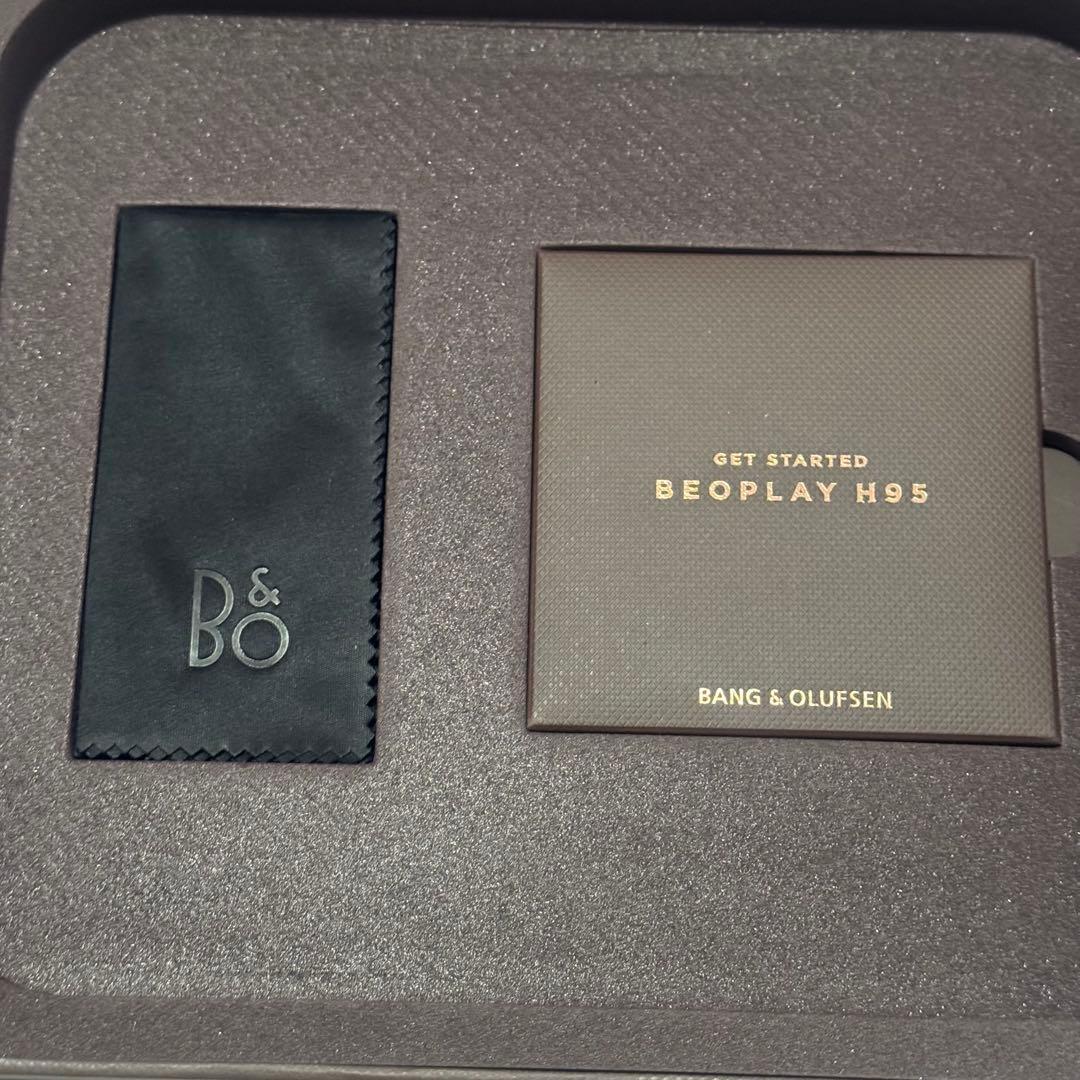 B&O
GET STARTED
BEOPLAY H95
BANG & OLUFSEN